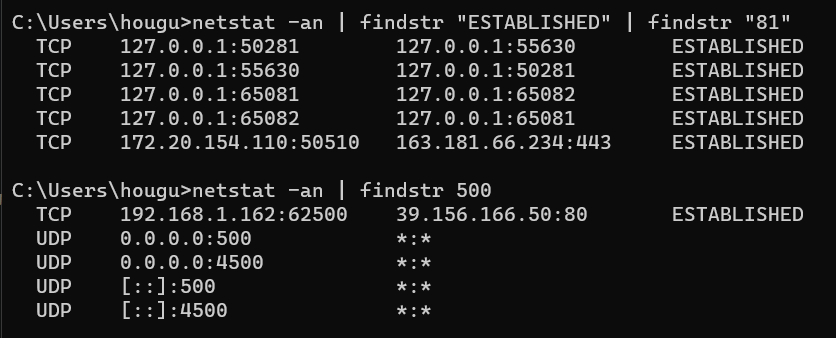 C:\Users\hougu>netstat -an | findstr "ESTABLISHED" | findstr "81"
TCP 127.0.0.1:50281 127.0.0.1:55630 ESTABLISHED
TCP 127.0.0.1:55630 127.0.0.1:50281 ESTABLISHED
TCP 127.0.0.1:65081 127.0.0.1:65082 ESTABLISHED
TCP 127.0.0.1:65082 127.0.0.1:65081 ESTABLISHED
TCP 172.20.154.110:50510 163.181.66.234:443 ESTABLISHED
C:\Users\hougu>netstat -an | findstr 500
TCP 192.168.1.162:62500 39.156.166.50:80 ESTABLISHED
UDP 0.0.0.0:500 *:*
UDP 0.0.0.0:4500 *:*
UDP [::]:500 *:*
UDP [::]:4500 *:*